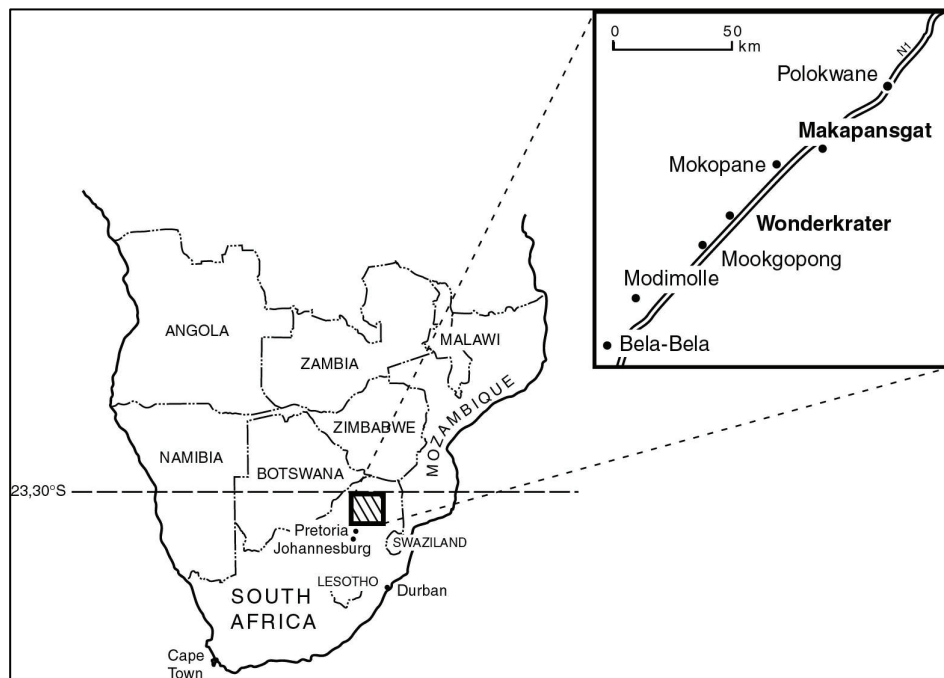 0 50
km
N1
Polokwane
Makapansgat
Mokopane
Wonderkrater
Mookgopong
Modimolle
Bela-Bela
ANGOLA
ZAMBIA
MALAWI
MOZAMBIQUE
ZIMBABWE
NAMIBIA
BOTSWANA
23,30°S
Pretoria
Johannesburg
SWAZILAND
LESOTHO
Durban
SOUTH
AFRICA
Cape
Town